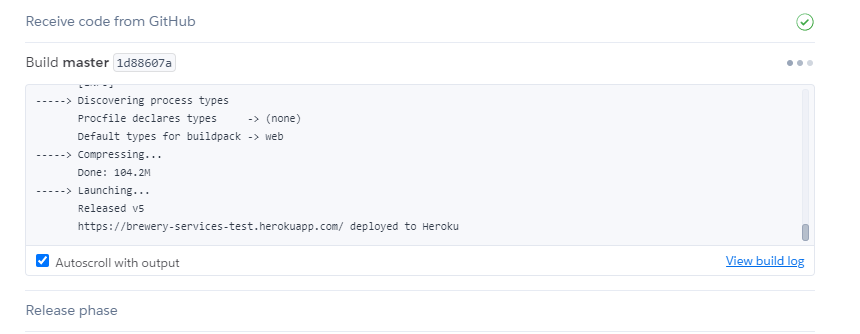 Receive code from GitHub
Build master 1d88607a
-----> Discovering process types
Procfile declares types     -> (none)
Default types for buildpack -> web
-----> Compressing...
Done: 104.2M
-----> Launching...
Released v5
https://brewery-services-test.herokuapp.com/ deployed to Heroku
Autoscroll with output
View build log
Release phase